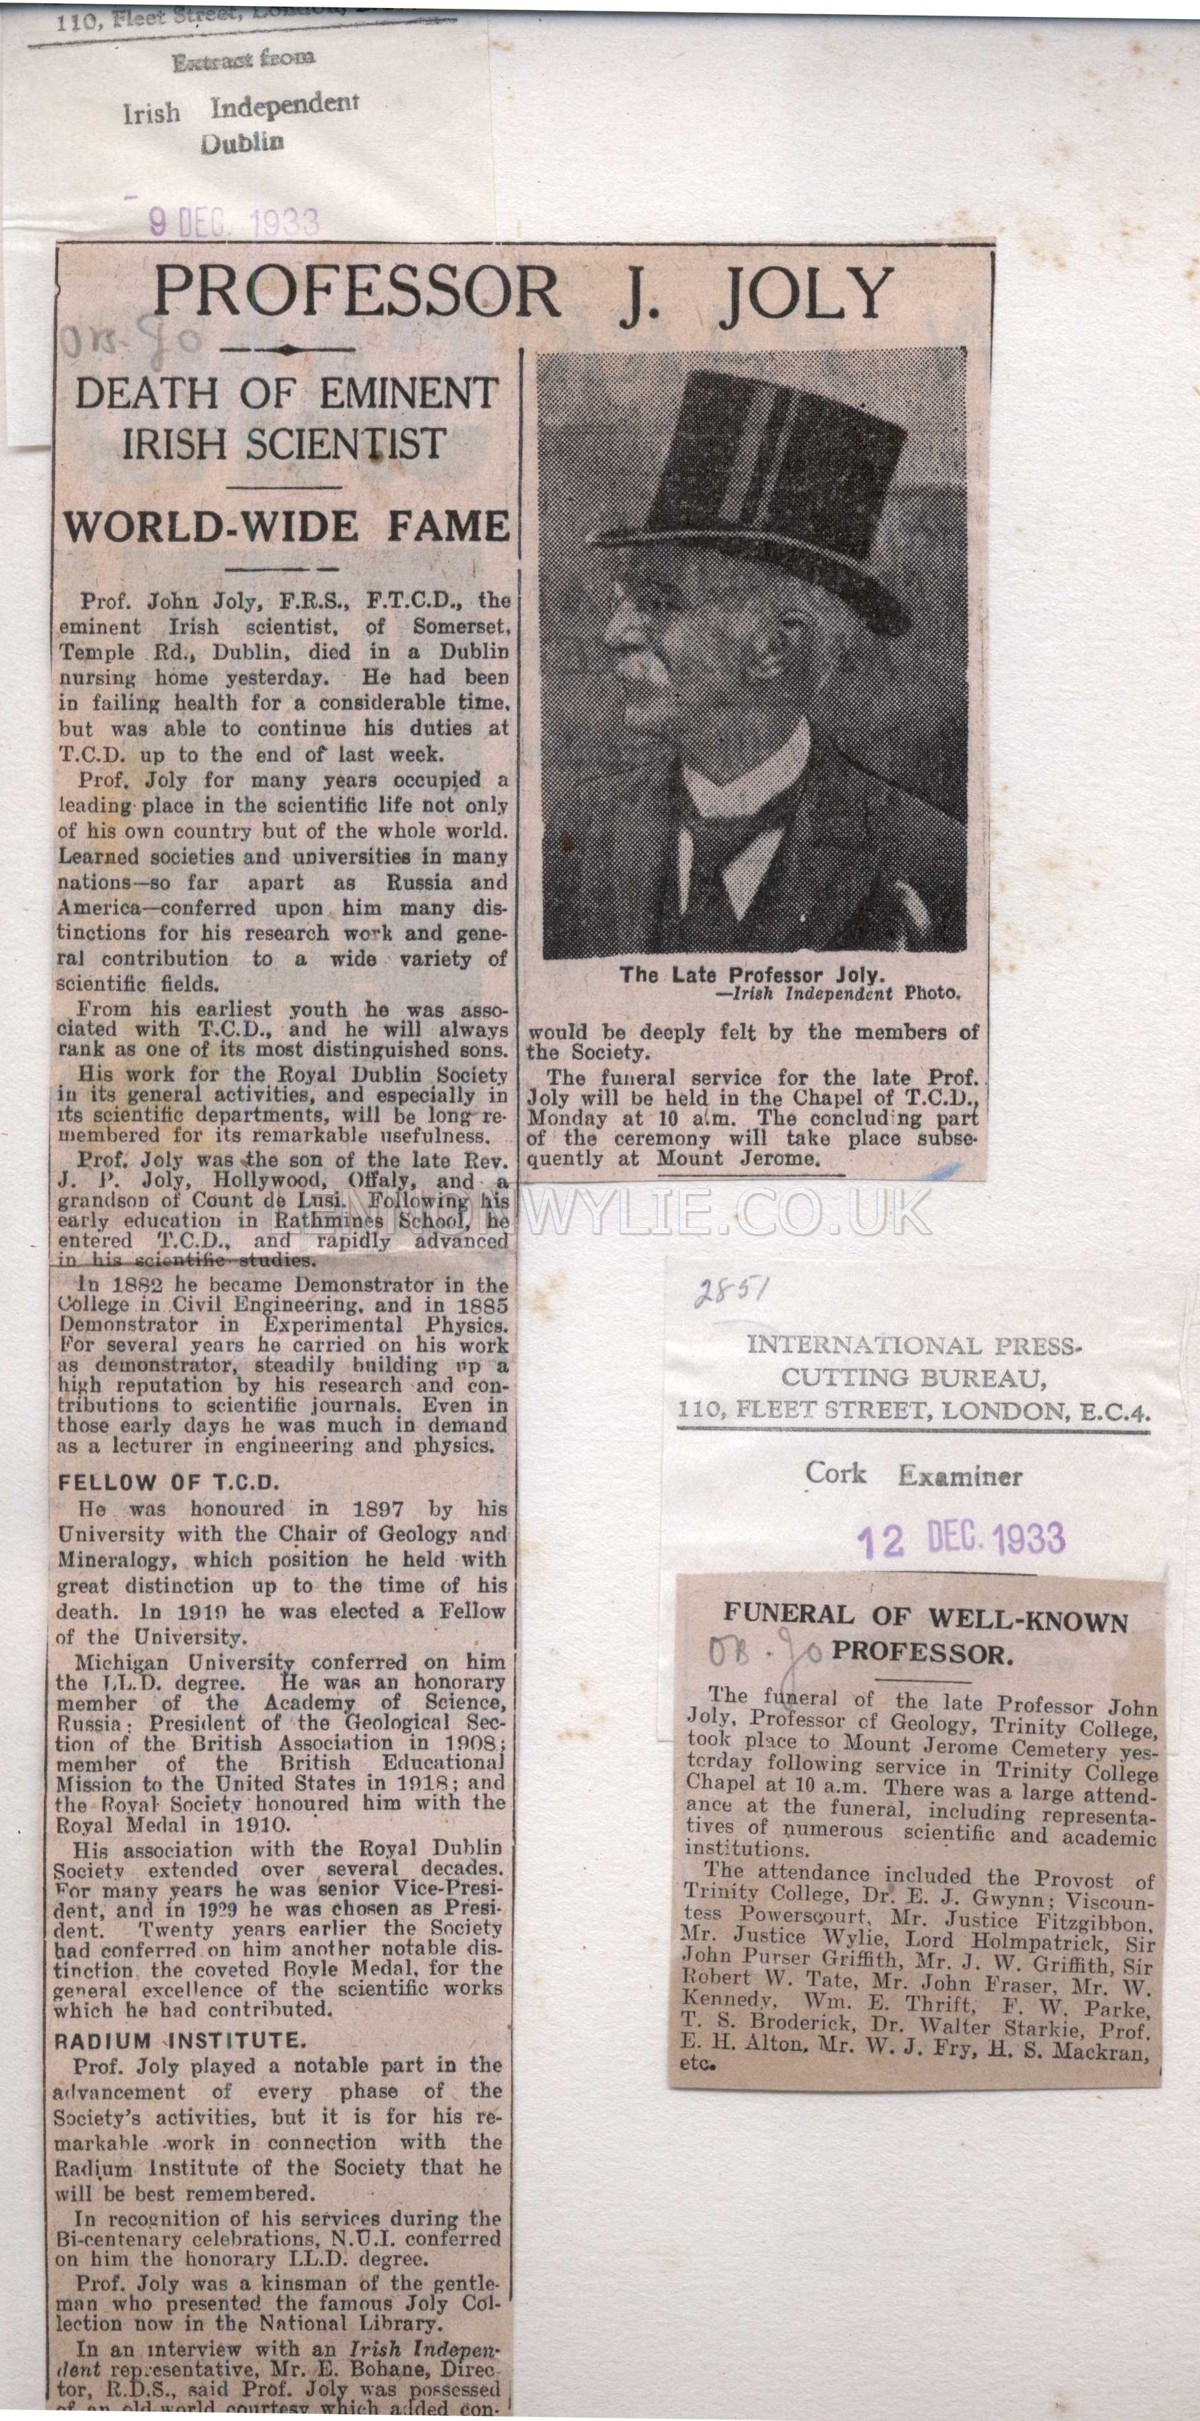 110, Fleet Street, London,
Extract from
Irish Independent
Dublin
9 DEC. 1933
PROFESSOR J. JOLY
OB. Jo
DEATH OF EMINENT
IRISH SCIENTIST
WORLD-WIDE FAME
Prof. John Joly, F.R.S., F.T.C.D., the
eminent Irish scientist, of Somerset,
Temple Rd., Dublin, died in a Dublin
nursing home yesterday. He had been
in failing health for a considerable time,
but was able to continue his duties at
T.C.D. up to the end of last week.
Prof. Joly for many years occupied a
leading place in the scientific life not only
of his own country but of the whole world.
Learned societies and universities in many
nations—so far apart as Russia and
America—conferred upon him many dis-
tinctions for his research work and gene-
ral contribution to a wide variety of
scientific fields.
From his earliest youth he was asso-
ciated with T.C.D., and he will always
rank as one of its most distinguished sons.
His work for the Royal Dublin Society
in its general activities, and especially in
its scientific departments, will be long re-
membered for its remarkable usefulness.
Prof. Joly was the son of the late Rev.
J. P. Joly, Hollywood, Offaly, and a
grandson of Count de Lusi. Following his
early education in Rathmines School, he
entered T.C.D., and rapidly advanced
in his scientific studies.
In 1882 he became Demonstrator in the
College in Civil Engineering, and in 1885
Demonstrator in Experimental Physics.
For several years he carried on his work
as demonstrator, steadily building up a
high reputation by his research and con-
tributions to scientific journals. Even in
those early days he was much in demand
as a lecturer in engineering and physics.
FELLOW OF T.C.D.
He was honoured in 1897 by his
University with the Chair of Geology and
Mineralogy, which position he held with
great distinction up to the time of his
death. In 1919 he was elected a Fellow
of the University.
Michigan University conferred on him
the LL.D. degree. He was an honorary
member of the Academy of Science,
Russia; President of the Geological Sec-
tion of the British Association in 1908;
member of the British Educational
Mission to the United States in 1918; and
the Royal Society honoured him with the
Royal Medal in 1910.
His association with the Royal Dublin
Society extended over several decades.
For many years he was senior Vice-Presi-
dent, and in 1929 he was chosen as Presi-
dent. Twenty years earlier the Society
had conferred on him another notable dis-
tinction, the coveted Boyle Medal, for the
general excellence of the scientific works
which he had contributed.
RADIUM INSTITUTE.
Prof. Joly played a notable part in the
advancement of every phase of the
Society's activities, but it is for his re-
markable work in connection with the
Radium Institute of the Society that he
will be best remembered.
In recognition of his services during the
Bi-centenary celebrations, N.U.I. conferred
on him the honorary LL.D. degree.
Prof. Joly was a kinsman of the gentle-
man who presented the famous Joly Col-
lection now in the National Library.
In an interview with an Irish Indepen-
dent representative, Mr. E. Bohane, Direc-
tor, R.D.S., said Prof. Joly was possessed
of an old world courtesy which added con-
The Late Professor Joly.
—Irish Independent Photo.
would be deeply felt by the members of
the Society.
The funeral service for the late Prof.
Joly will be held in the Chapel of T.C.D.,
Monday at 10 a.m. The concluding part
of the ceremony will take place subse-
quently at Mount Jerome.
WYLIE.CO.UK
2851
INTERNATIONAL PRESS-
CUTTING BUREAU,
110, FLEET STREET, LONDON, E.C.4.
Cork Examiner
12 DEC. 1933
FUNERAL OF WELL-KNOWN
OB. Jo PROFESSOR.
The funeral of the late Professor John
Joly, Professor of Geology, Trinity College,
took place to Mount Jerome Cemetery yes-
terday following service in Trinity College
Chapel at 10 a.m. There was a large attend-
ance at the funeral, including representa-
tives of numerous scientific and academic
institutions.
The attendance included the Provost of
Trinity College, Dr. E. J. Gwynn; Viscoun-
tess Powerscourt, Mr. Justice Fitzgibbon,
Mr. Justice Wylie, Lord Holmpatrick, Sir
John Purser Griffith, Mr. J. W. Griffith, Sir
Robert W. Tate, Mr. John Fraser, Mr. W.
Kennedy, Wm. E. Thrift, F. W. Parke,
T. S. Broderick, Dr. Walter Starkie, Prof.
E. H. Alton, Mr. W. J. Fry, H. S. Mackran,
etc.